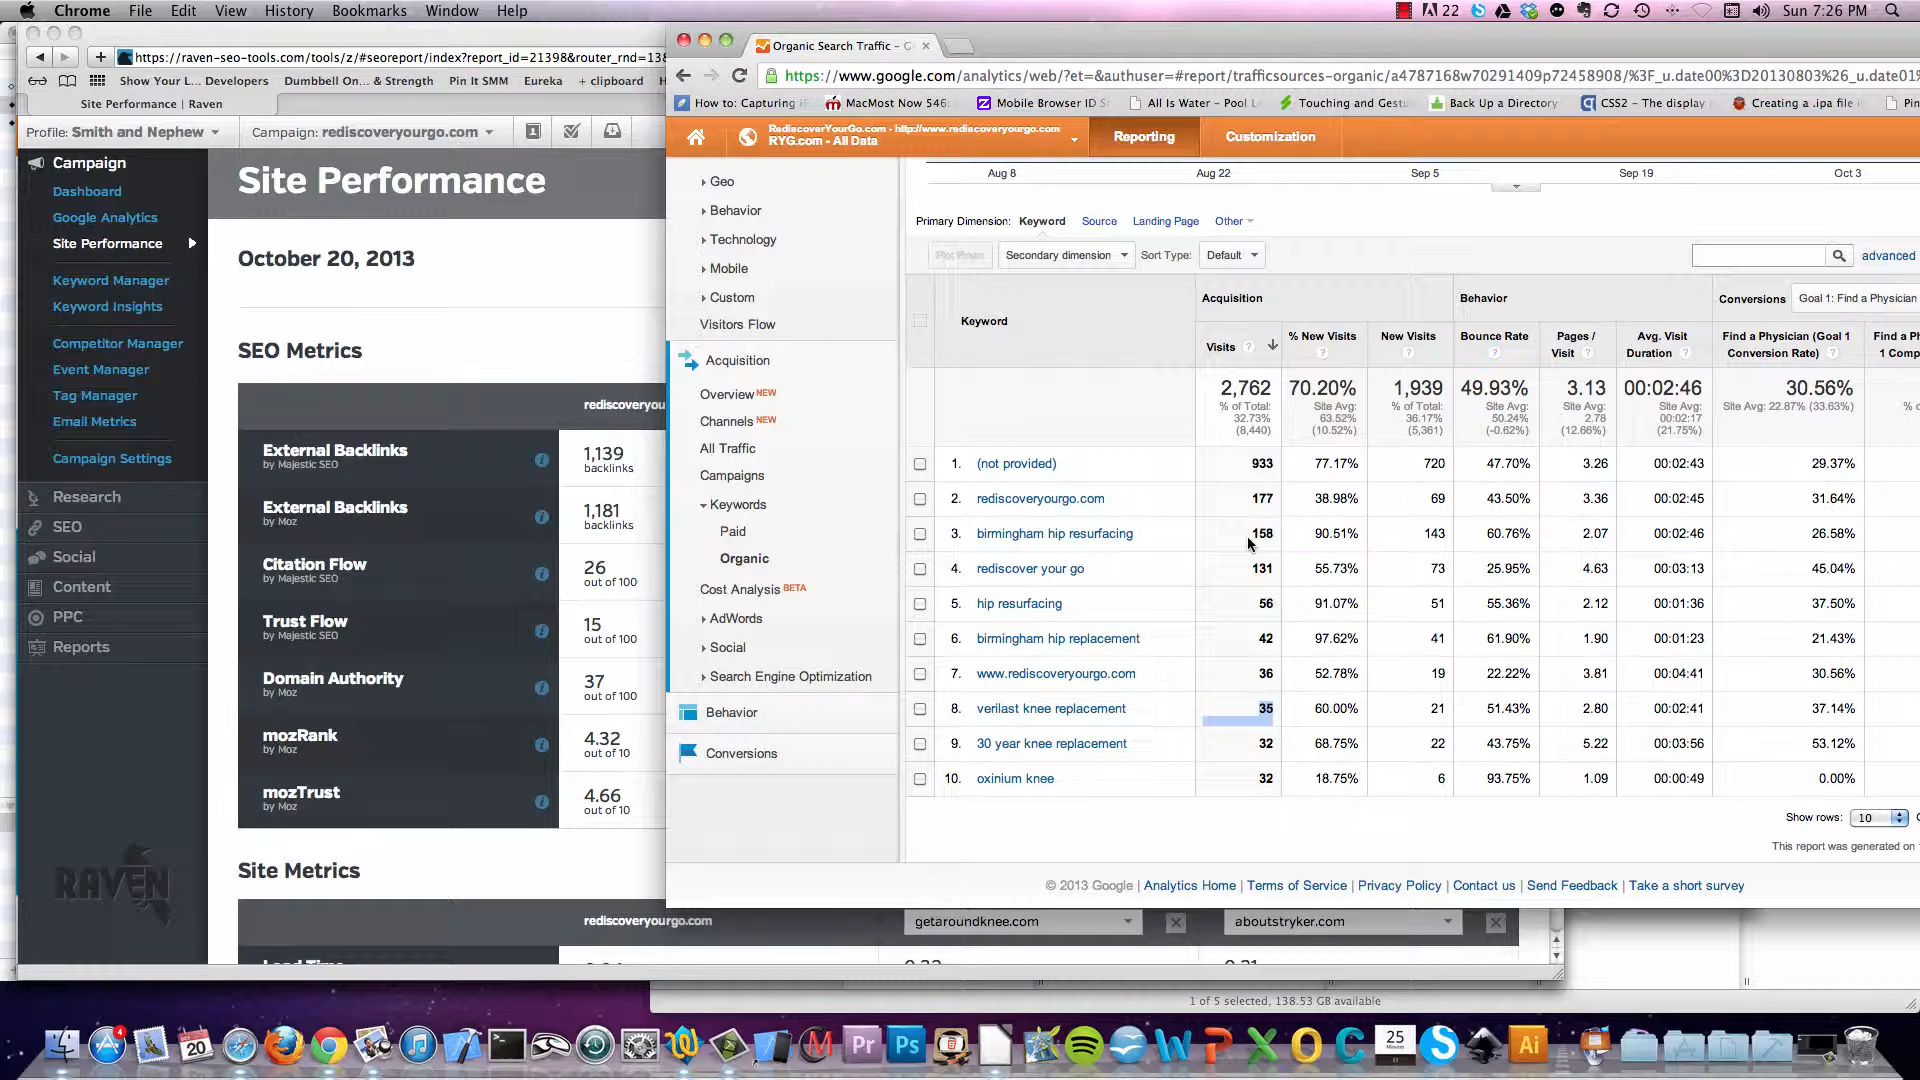 Chrome File Edit View History Bookmarks Window Help
22
Sun 7:26 PM
https://raven-seo-tools.com/tools/z/#seoreport/index?report_id=21398&router_rnd=13
Show Your L... Developers Dumbbell On... & Strength Pin It SMM Eureka + clipboard
Site Performance | Raven
Profile: Smith and Nephew
Campaign: rediscoveryourgo.com
Campaign
Dashboard
Google Analytics
Site Performance
Keyword Manager
Keyword Insights
Competitor Manager
Event Manager
Tag Manager
Email Metrics
Campaign Settings
Research
SEO
Social
Content
PPC
Reports
RAVEN
Site Performance
October 20, 2013
SEO Metrics
rediscoveryou
External Backlinks
by Majestic SEO
1,139
backlinks
External Backlinks
by Moz
1,181
backlinks
Citation Flow
by Majestic SEO
26
out of 100
Trust Flow
by Majestic SEO
15
out of 100
Domain Authority
by Moz
37
out of 100
mozRank
by Moz
4.32
out of 10
mozTrust
by Moz
4.66
out of 10
Site Metrics
rediscoveryourgo.com
getaroundknee.com
aboutstryker.com
Organic Search Traffic - G
https://www.google.com/analytics/web/?et=&authuser=#report/trafficsources-organic/a4787168w70291409p72458908/%3F_u.date00%3D20130803%26_u.date01
How to: Capturing i MacMost Now 546: Mobile Browser ID S All Is Water - Pool L Touching and Gestu Back Up a Directory CSS2 - The display Creating a .ipa file Pin
RediscoverYourGo.com - http://www.rediscoveryourgo.com
RYG.com - All Data
Reporting
Customization
Geo
Behavior
Technology
Mobile
Custom
Visitors Flow
Acquisition
Overview NEW
Channels NEW
All Traffic
Campaigns
Keywords
Paid
Organic
Cost Analysis BETA
AdWords
Social
Search Engine Optimization
Behavior
Conversions
Aug 8 Aug 22 Sep 5 Sep 19 Oct 3
Primary Dimension: Keyword Source Landing Page Other
Plot Rows Secondary dimension Sort Type: Default advanced
Keyword
Acquisition
Behavior
Conversions Goal 1: Find a Physician
Visits ? % New Visits ? New Visits ? Bounce Rate ? Pages / Visit ? Avg. Visit Duration ? Find a Physician (Goal 1 Conversion Rate) ? Find a P 1 Comp
2,762 70.20% 1,939 49.93% 3.13 00:02:46 30.56%
% of Total: 32.73% (8,440) Site Avg: 63.52% (10.52%) % of Total: 36.17% (5,361) Site Avg: 50.24% (-0.62%) Site Avg: 2.78 (12.66%) Site Avg: 00:02:17 (21.75%) Site Avg: 22.87% (33.63%) % o
1. (not provided) 933 77.17% 720 47.70% 3.26 00:02:43 29.37%
2. rediscoveryourgo.com 177 38.98% 69 43.50% 3.36 00:02:45 31.64%
3. birmingham hip resurfacing 158 90.51% 143 60.76% 2.07 00:02:46 26.58%
4. rediscover your go 131 55.73% 73 25.95% 4.63 00:03:13 45.04%
5. hip resurfacing 56 91.07% 51 55.36% 2.12 00:01:36 37.50%
6. birmingham hip replacement 42 97.62% 41 61.90% 1.90 00:01:23 21.43%
7. www.rediscoveryourgo.com 36 52.78% 19 22.22% 3.81 00:04:41 30.56%
8. verilast knee replacement 35 60.00% 21 51.43% 2.80 00:02:41 37.14%
9. 30 year knee replacement 32 68.75% 22 43.75% 5.22 00:03:56 53.12%
10. oxinium knee 32 18.75% 6 93.75% 1.09 00:00:49 0.00%
Show rows: 10
This report was generated on
© 2013 Google | Analytics Home | Terms of Service | Privacy Policy | Contact us | Send Feedback | Take a short survey
1 of 5 selected, 138.53 GB available
4
20
Pr
Ps
25
Ai